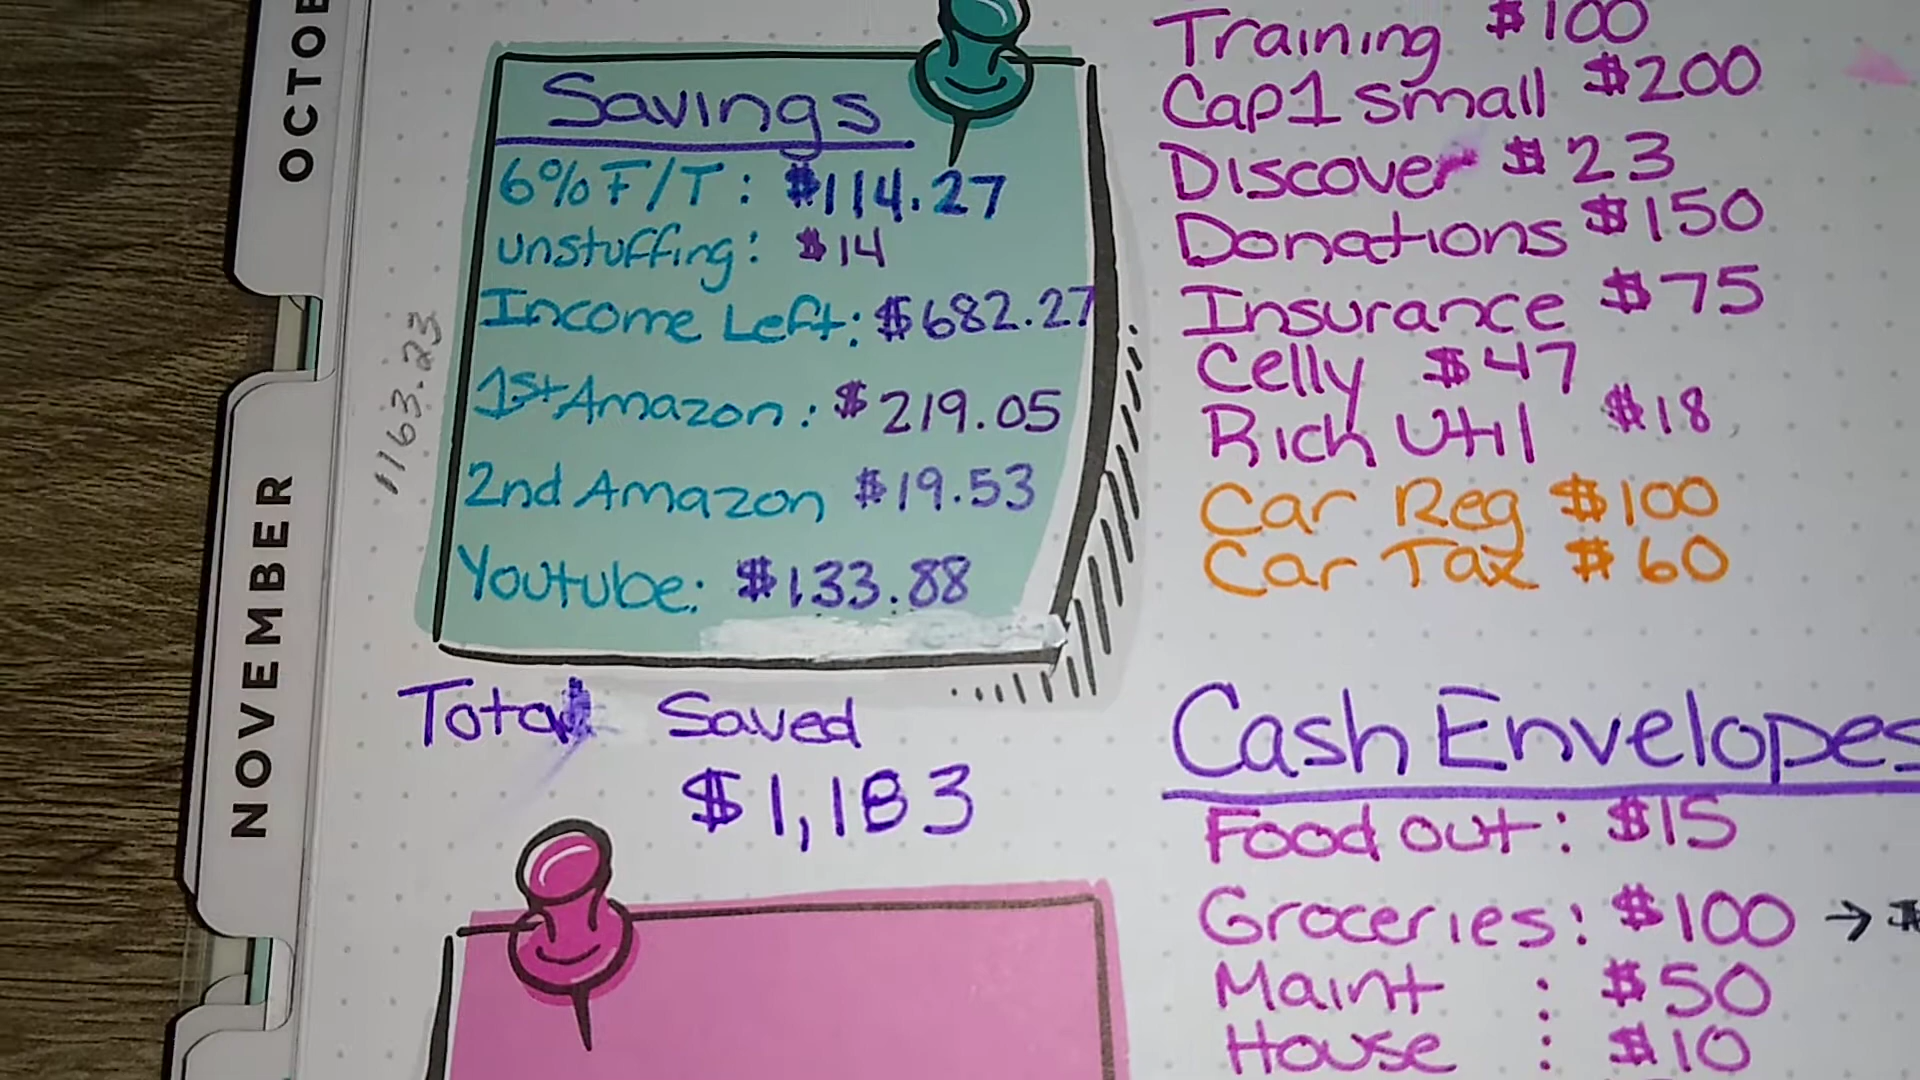 OCTOB
NOVEMBER
1163.23
Savings
6% F/T: $114.27
unstuffing: $14
Income Left: $682.27
1st Amazon: $219.05
2nd Amazon $19.53
Youtube: $133.88
Total Saved
$1,183
Training $100
Cap1 small $200
Discover $23
Donations $150
Insurance $75
Celly $47
Rich Util $18
Car Reg $100
Car Tax $60
Cash Envelopes
Food out: $15
Groceries: $100 → $
Maint : $50
House : $10